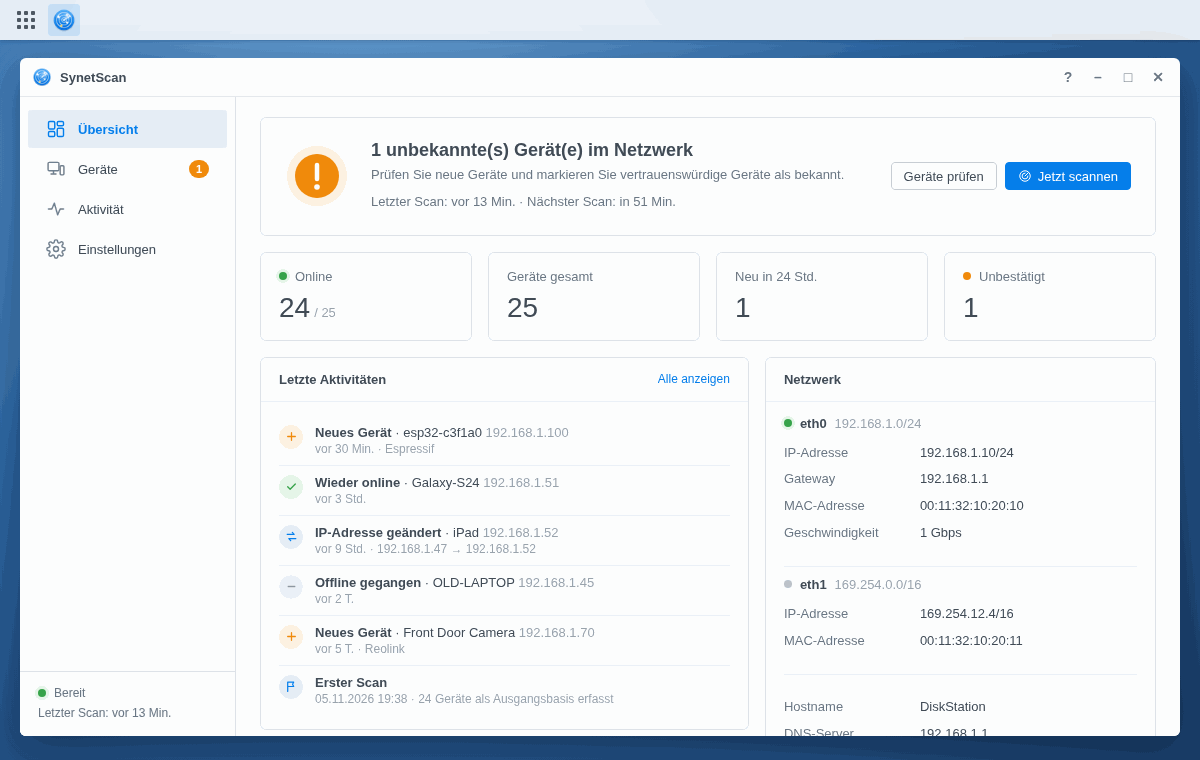 SynetScan
?
Übersicht
Geräte 1
Aktivität
Einstellungen
Bereit
Letzter Scan: vor 13 Min.
1 unbekannte(s) Gerät(e) im Netzwerk
Prüfen Sie neue Geräte und markieren Sie vertrauenswürdige Geräte als bekannt.
Letzter Scan: vor 13 Min. · Nächster Scan: in 51 Min.
Geräte prüfen
Jetzt scannen
Online
24 / 25
Geräte gesamt
25
Neu in 24 Std.
1
Unbestätigt
1
Letzte Aktivitäten
Alle anzeigen
Neues Gerät · esp32-c3f1a0 192.168.1.100
vor 30 Min. · Espressif
Wieder online · Galaxy-S24 192.168.1.51
vor 3 Std.
IP-Adresse geändert · iPad 192.168.1.52
vor 9 Std. · 192.168.1.47 → 192.168.1.52
Offline gegangen · OLD-LAPTOP 192.168.1.45
vor 2 T.
Neues Gerät · Front Door Camera 192.168.1.70
vor 5 T. · Reolink
Erster Scan
05.11.2026 19:38 · 24 Geräte als Ausgangsbasis erfasst
Netzwerk
eth0 192.168.1.0/24
IP-Adresse 192.168.1.10/24
Gateway 192.168.1.1
MAC-Adresse 00:11:32:10:20:10
Geschwindigkeit 1 Gbps
eth1 169.254.0.0/16
IP-Adresse 169.254.12.4/16
MAC-Adresse 00:11:32:10:20:11
Hostname DiskStation
DNS-Server 192.168.1.1